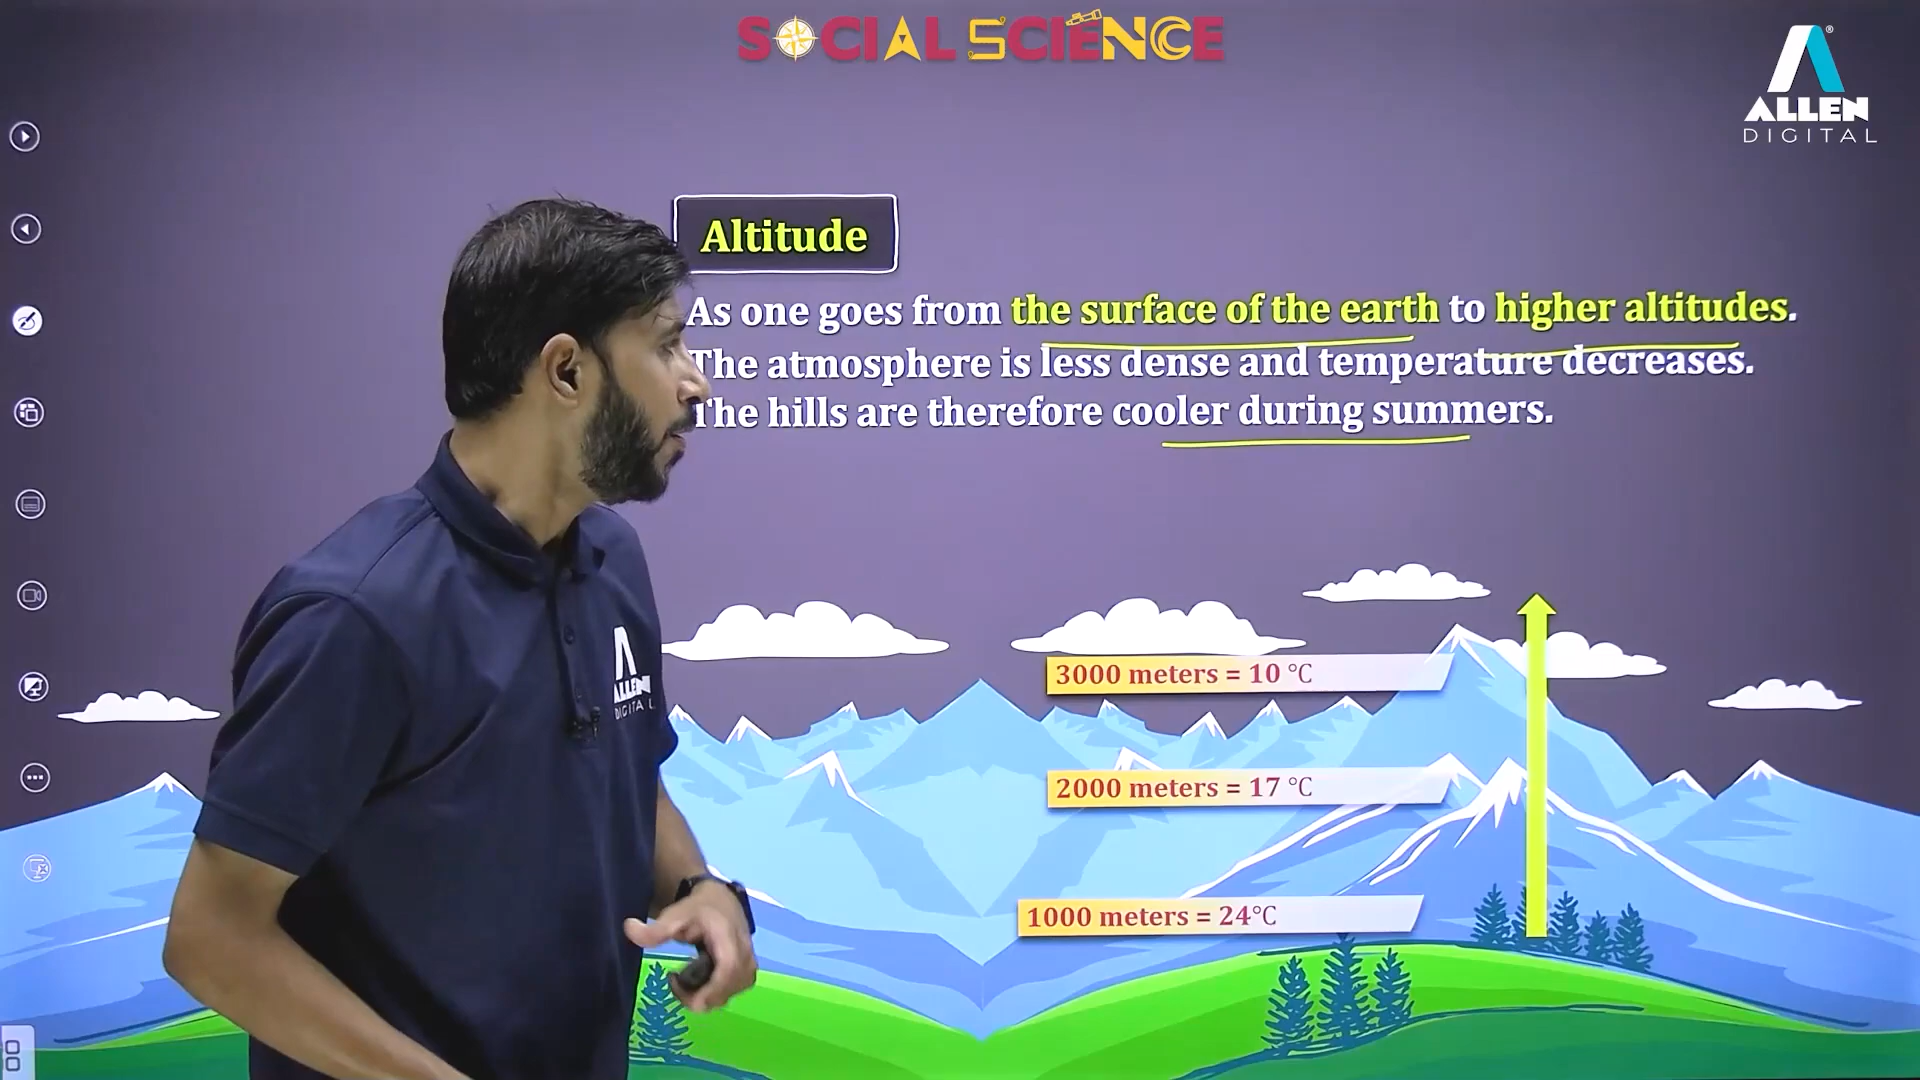 SOCIAL SCIENCE
ALLEN
DIGITAL
Altitude
As one goes from the surface of the earth to higher altitudes.
The atmosphere is less dense and temperature decreases.
The hills are therefore cooler during summers.
ALLEN
DIGITAL
3000 meters = 10 °C
2000 meters = 17 °C
1000 meters = 24°C